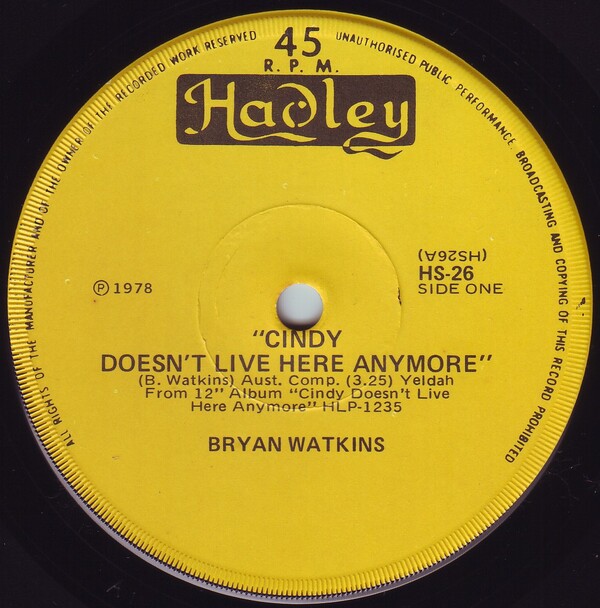 45
R. P. M.
Hadley
ALL RIGHTS OF THE MANUFACTURER AND OF THE OWNER OF THE RECORDED WORK RESERVED
UNAUTHORISED PUBLIC PERFORMANCE. BROADCASTING AND COPYING OF THIS RECORD PROHIBITED
℗ 1978
(HS26A)
HS-26
SIDE ONE
"CINDY
DOESN'T LIVE HERE ANYMORE"
(B. Watkins) Aust. Comp. (3.25) Yeldah
From 12" Album "Cindy Doesn't Live
Here Anymore" HLP-1235
BRYAN WATKINS